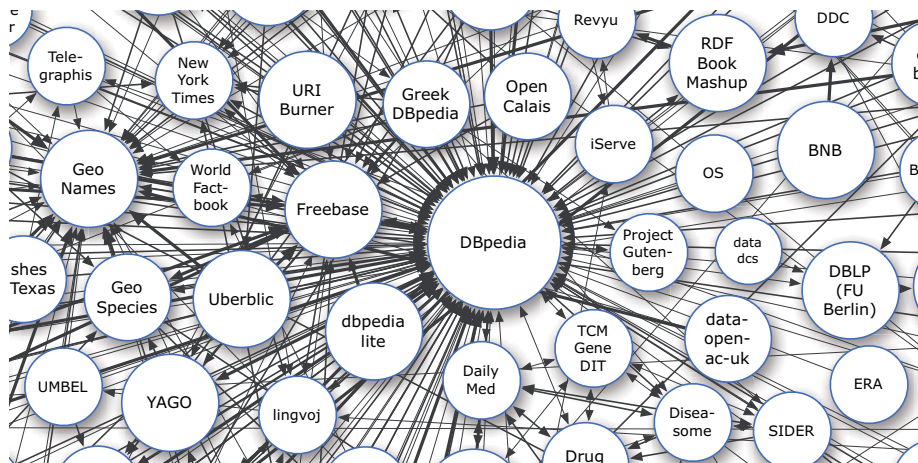 e
r
Revyu
DDC
Tele-
graphis
New
York
Times
URI
Burner
Greek
DBpedia
Open
Calais
RDF
Book
Mashup
b
iServe
BNB
B
Geo
Names
World
Fact-
book
Freebase
OS
DBpedia
Project
Guten-
berg
data
dcs
DBLP
(FU
Berlin)
shes
Texas
Geo
Species
Uberblic
dbpedia
lite
TCM
Gene
DIT
data-
open-
ac-uk
UMBEL
YAGO
lingvoj
Daily
Med
ERA
Disea-
some
SIDER
Drug